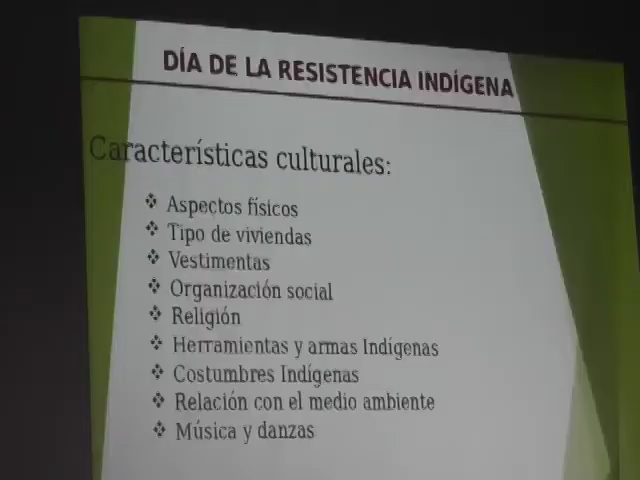 DÍA DE LA RESISTENCIA INDÍGENA
Características culturales:
❖ Aspectos físicos
❖ Tipo de viviendas
❖ Vestimentas
❖ Organización social
❖ Religión
❖ Herramientas y armas Indígenas
❖ Costumbres Indígenas
❖ Relación con el medio ambiente
❖ Música y danzas